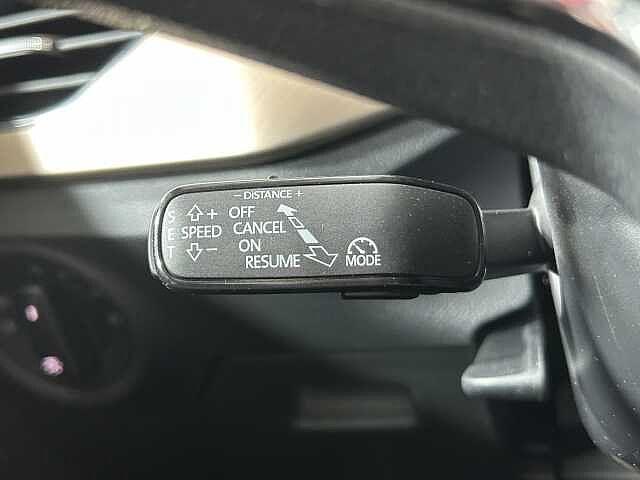 − DISTANCE +
S ⇧ + OFF
E SPEED CANCEL
T ⇩ − ON
RESUME MODE